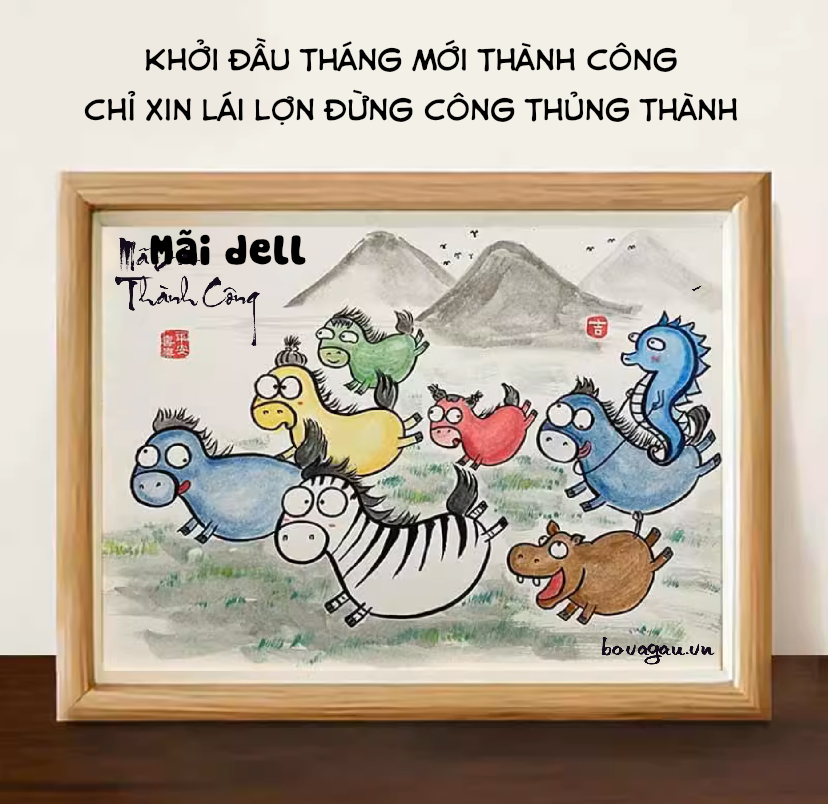 KHỞI ĐẦU THÁNG MỚI THÀNH CÔNG
CHỈ XIN LÁI LỢN ĐỪNG CÔNG THỦNG THÀNH
Mãi dell
Thành Công
吉
bovagau.vn